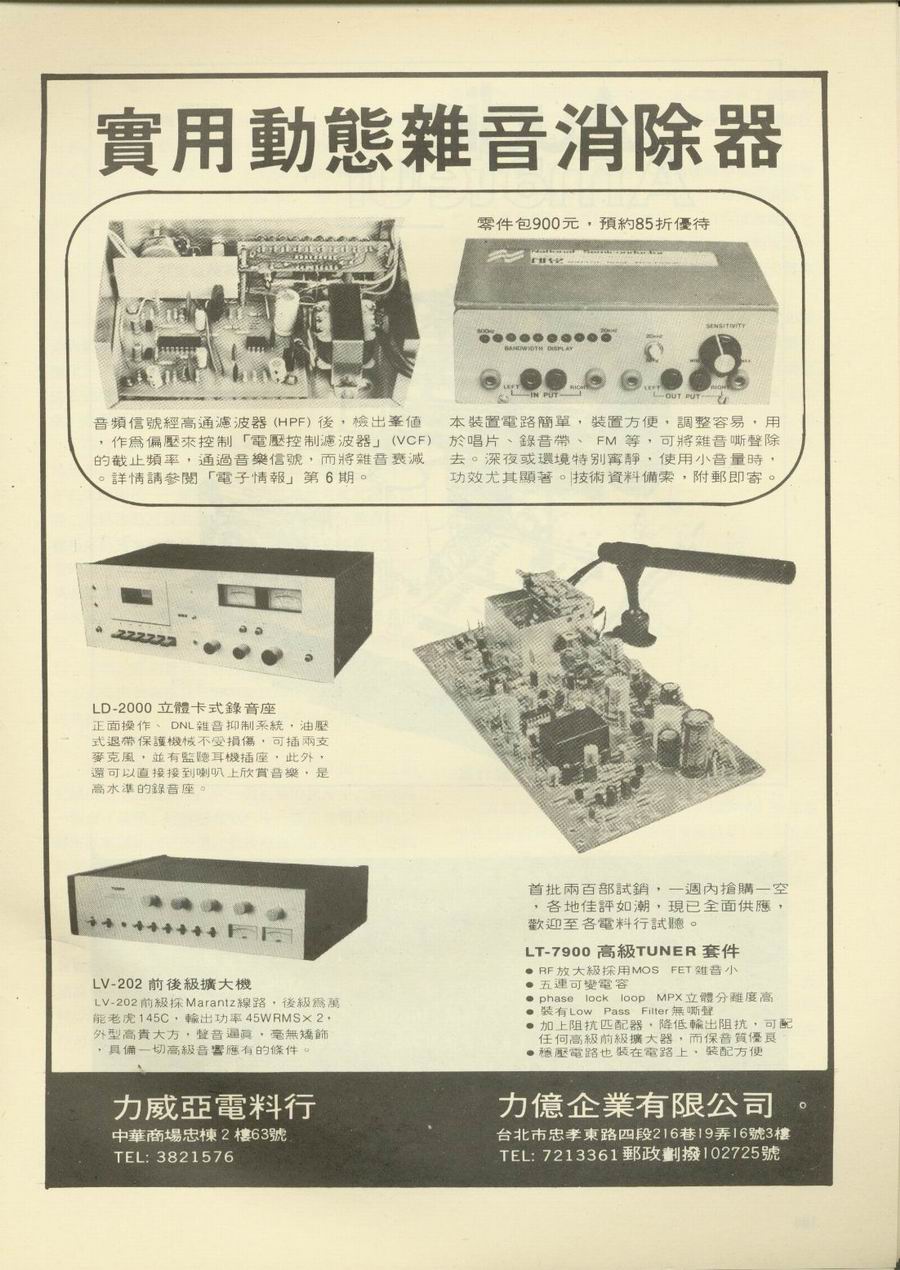 實用動態雜音消除器
零件包900元，預約85折優待
National Semiconductor
500Hz
20KHz
BANDWIDTH DISPLAY
20KHz
SENSITIVITY
MIN
MAX
LEFT
RIGHT
IN PUT
LEFT
RIGHT
OUT PUT
音頻信號經高通濾波器 (HPF) 後，檢出峯值
，作為偏壓來控制「電壓控制濾波器」(VCF)
的截止頻率，通過音樂信號，而將雜音衰減
。詳情請參閱「電子情報」第 6 期。
本裝置電路簡單，裝置方便，調整容易，用
於唱片、錄音帶、 FM 等，可將雜音嘶聲除
去。深夜或環境特別寧靜，使用小音量時，
功效尤其顯著。技術資料備索，附郵即寄。
LD-2000 立體卡式錄音座
正面操作、 DNL雜音抑制系統，油壓
式退帶保護機械不受損傷，可插兩支
麥克風，並有監聽耳機插座，此外，
還可以直接接到喇叭上欣賞音樂，是
高水準的錄音座。
LV-202 前後級擴大機
LV-202前級採Marantz線路，後級為萬
能老虎145C，輸出功率45WRMS×2，
外型高貴大方，聲音逼眞，毫無矯飾
，具備一切高級音響應有的條件。
首批兩百部試銷，一週內搶購一空
，各地佳評如潮，現已全面供應，
歡迎至各電料行試聽。
LT-7900 高級TUNER 套件
● RF放大級採用MOS FET雜音小
● 五連可變電容
● phase lock loop MPX立體分離度高
● 裝有Low Pass Filter無嘶聲
● 加上阻抗匹配器，降低輸出阻抗，可配
任何高級前級擴大器，而保音質優良
● 穩壓電路也裝在電路上，裝配方便
力威亞電料行
中華商場忠棟 2 樓63號
TEL: 3821576
力億企業有限公司 。
台北市忠孝東路四段216巷19弄16號3樓
TEL: 7213361 郵政劃撥102725號